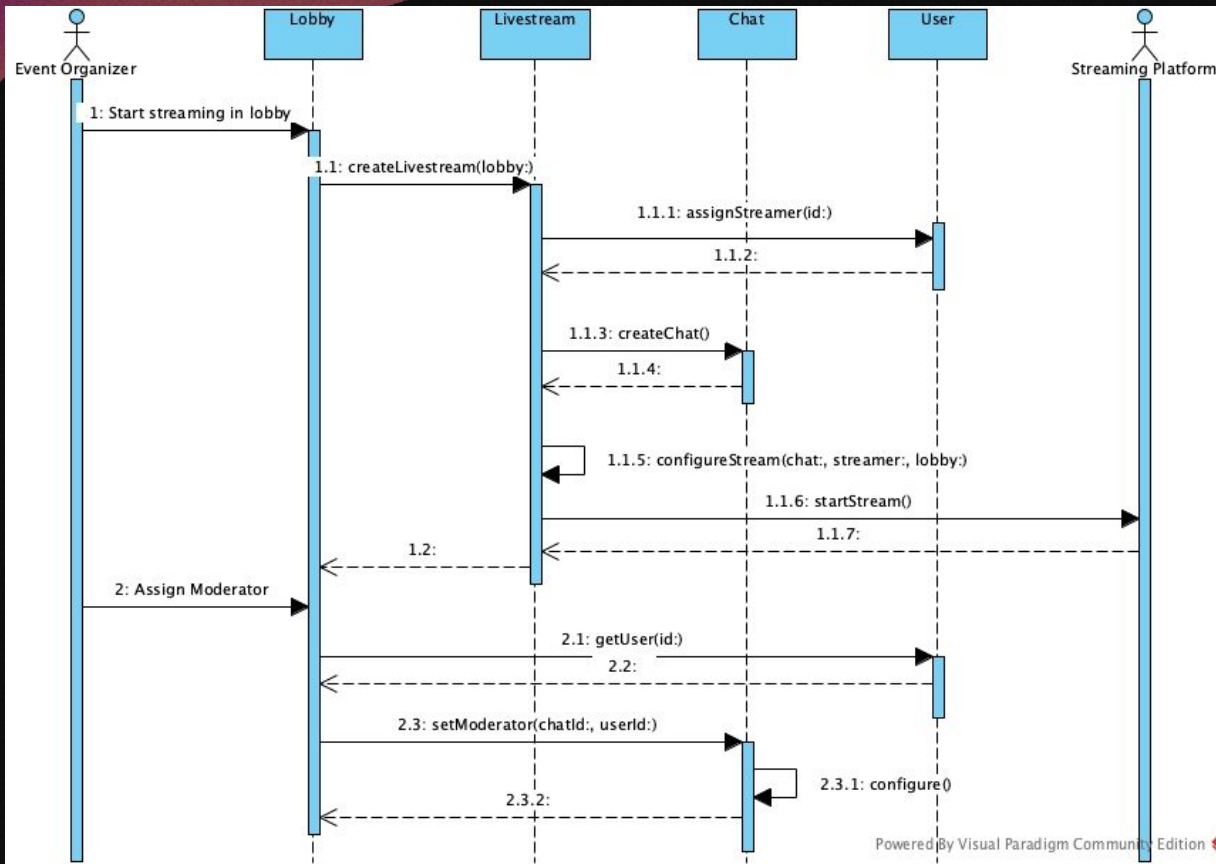 Lobby
Livestream
Chat
User
Event Organizer
Streaming Platform
1: Start streaming in lobby
1.1: createLivestream(lobby:)
1.1.1: assignStreamer(id:)
1.1.2:
1.1.3: createChat()
1.1.4:
1.1.5: configureStream(chat:, streamer:, lobby:)
1.1.6: startStream()
1.1.7:
1.2:
2: Assign Moderator
2.1: getUser(id:)
2.2:
2.3: setModerator(chatId:, userId:)
2.3.1: configure()
2.3.2:
Powered By Visual Paradigm Community Edition